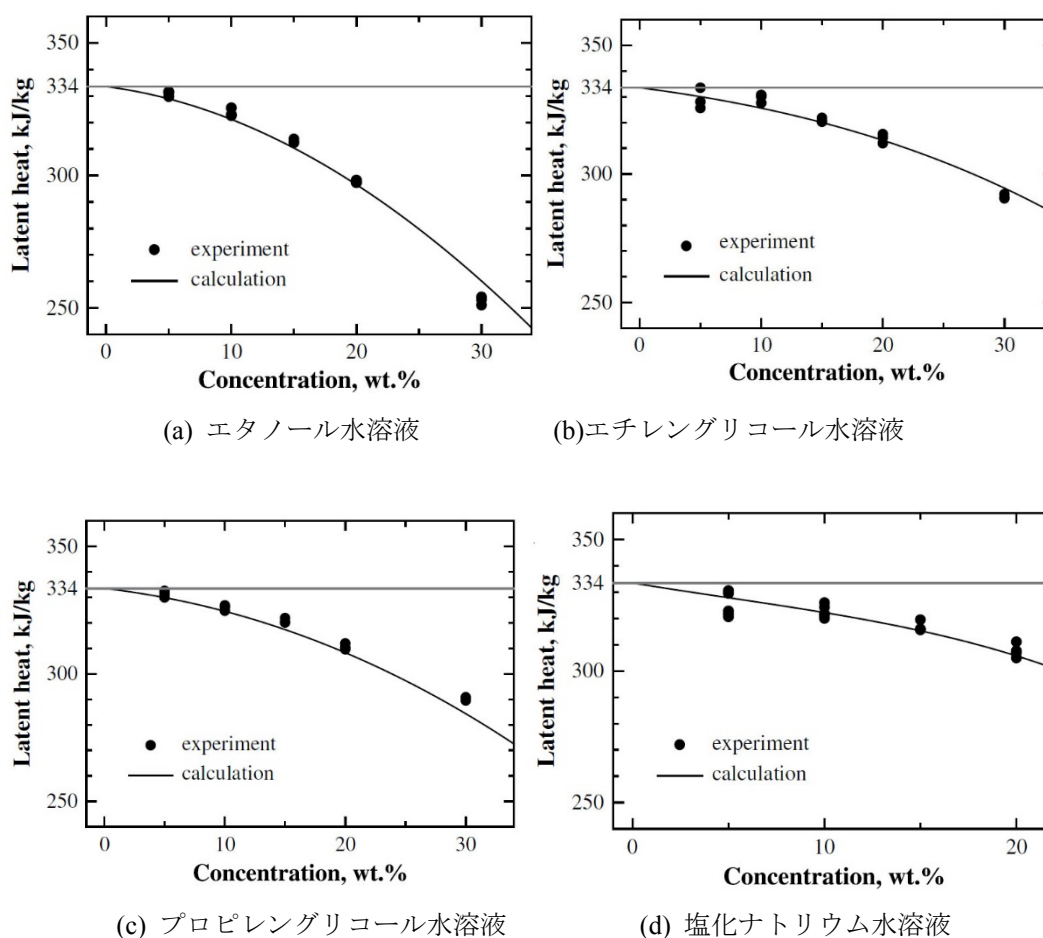 350
334
300
250
Latent heat, kJ/kg
experiment
calculation
0 10 20 30
Concentration, wt.%
(a) エタノール水溶液
350
334
300
250
Latent heat, kJ/kg
experiment
calculation
0 10 20 30
Concentration, wt.%
(b)エチレングリコール水溶液
350
334
300
250
Latent heat, kJ/kg
experiment
calculation
0 10 20 30
Concentration, wt.%
(c) プロピレングリコール水溶液
350
334
300
250
Latent heat, kJ/kg
experiment
calculation
0 10 20
Concentration, wt.%
(d) 塩化ナトリウム水溶液